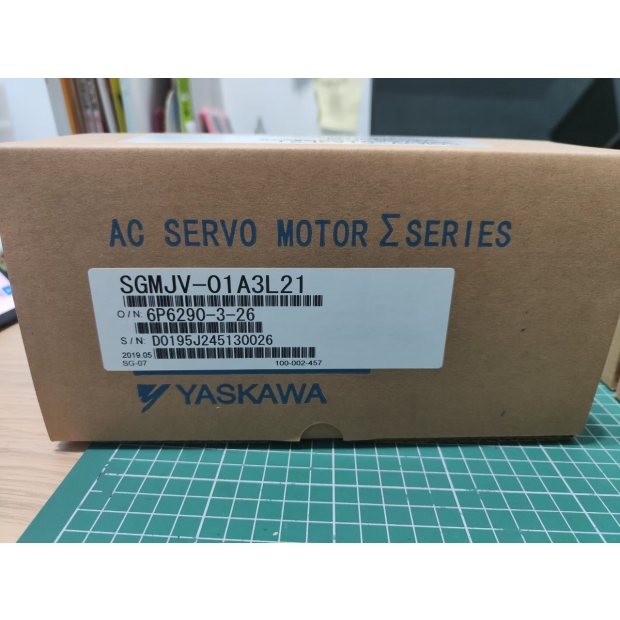 AC SERVO MOTOR Σ SERIES
SGMJV-01A3L21
O/N: 6P6290-3-26
S/N: D0195J245130026
2019.05
SG-07 100-002-457
YASKAWA